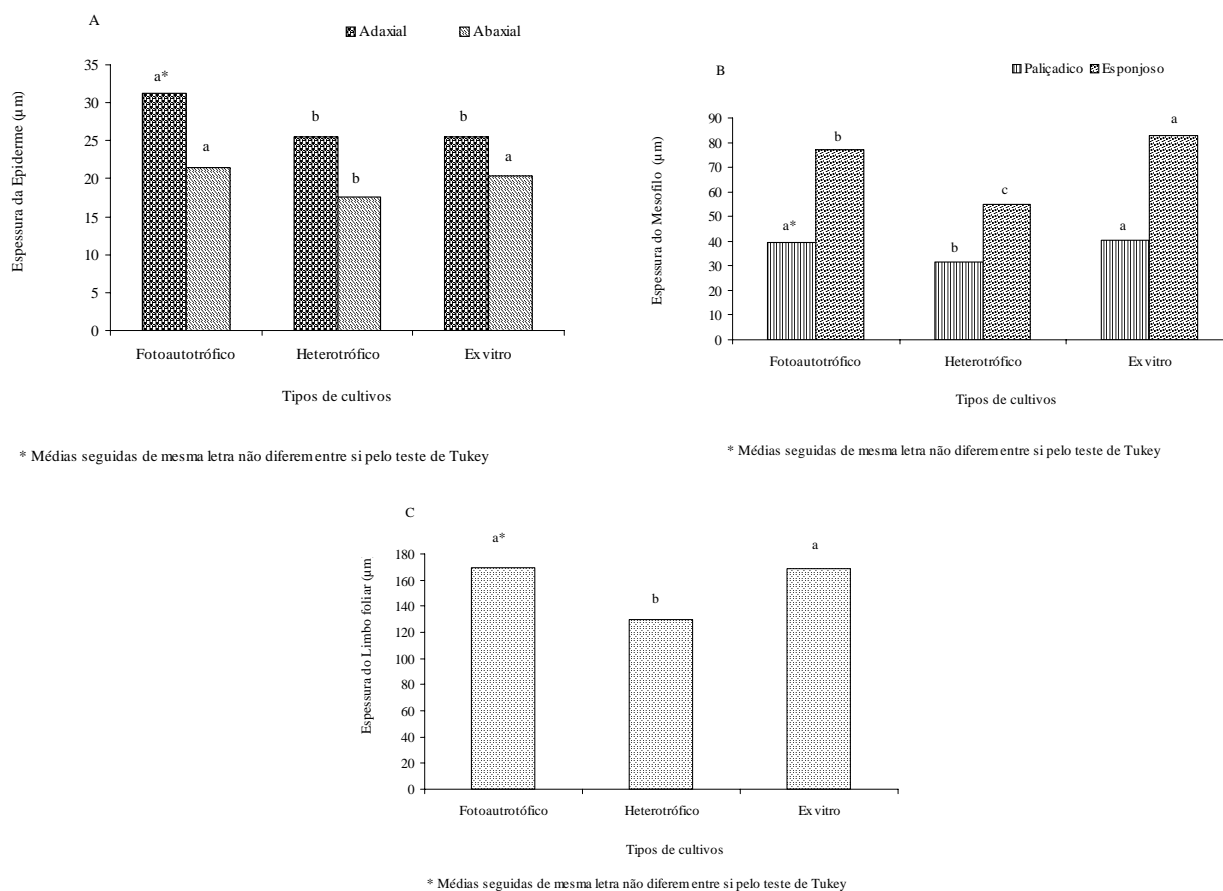 A
Adaxial Abaxial
Espessura da Epiderme (µm)
35
30
25
20
15
10
5
0
a*
a
b
b
b
a
Fotoautotrófico Heterotrófico Ex vitro
Tipos de cultivos
* Médias seguidas de mesma letra não diferem entre si pelo teste de Tukey
B
Paliçadico Esponjoso
Espessura do Mesofilo (µm)
90
80
70
60
50
40
30
20
10
0
a*
b
b
c
a
a
Fotoautotrófico Heterotrófico Ex vitro
Tipos de cultivos
* Médias seguidas de mesma letra não diferem entre si pelo teste de Tukey
C
Espessura do Limbo foliar (µm
180
160
140
120
100
80
60
40
20
0
a*
b
a
Fotoautrotófico Heterotrófico Ex vitro
Tipos de cultivos
* Médias seguidas de mesma letra não diferem entre si pelo teste de Tukey